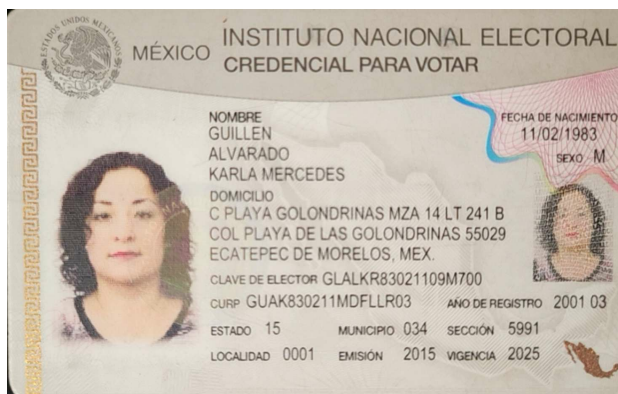 ESTADOS UNIDOS MEXICANOS
MÉXICO
INSTITUTO NACIONAL ELECTORAL
CREDENCIAL PARA VOTAR
NOMBRE
GUILLEN
ALVARADO
KARLA MERCEDES
FECHA DE NACIMIENTO
11/02/1983
SEXO M
DOMICILIO
C PLAYA GOLONDRINAS MZA 14 LT 241 B
COL PLAYA DE LAS GOLONDRINAS 55029
ECATEPEC DE MORELOS, MEX.
CLAVE DE ELECTOR GLALKR83021109M700
CURP GUAK830211MDFLLR03 AÑO DE REGISTRO 2001 03
ESTADO 15 MUNICIPIO 034 SECCIÓN 5991
LOCALIDAD 0001 EMISIÓN 2015 VIGENCIA 2025